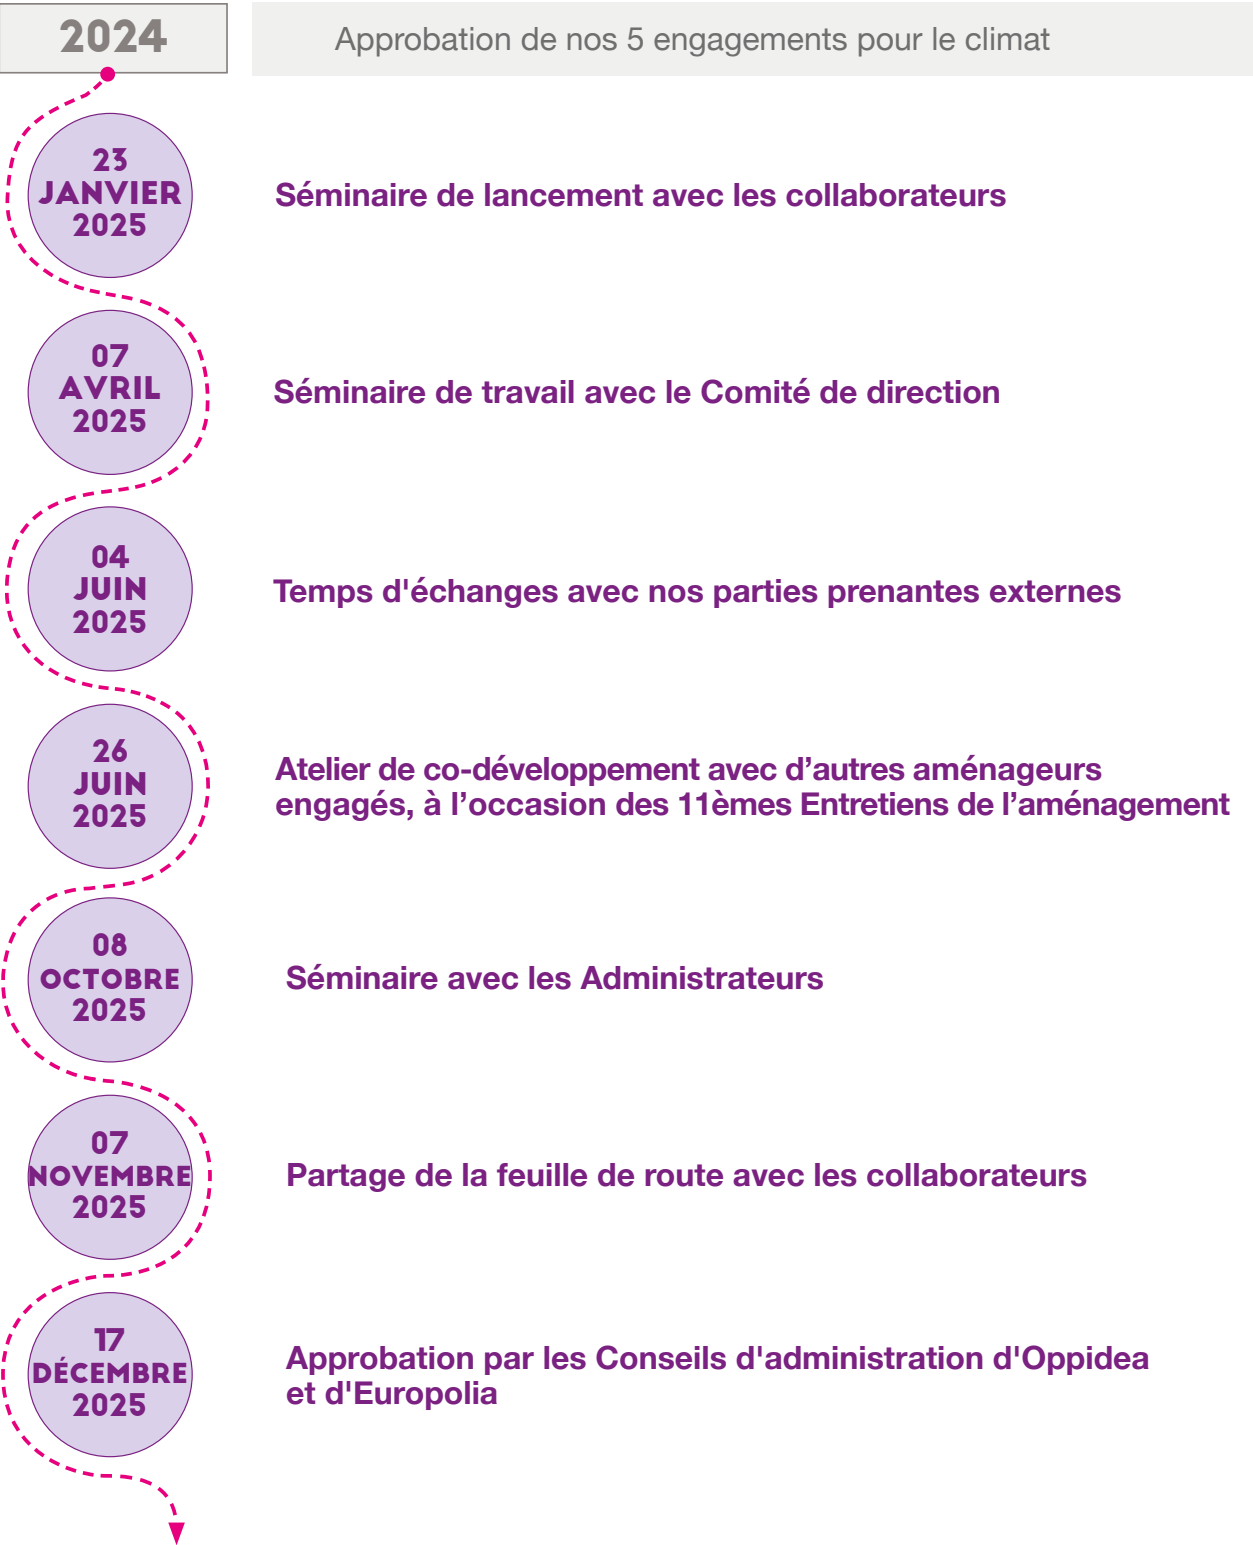 2024
Approbation de nos 5 engagements pour le climat
23
JANVIER
2025
Séminaire de lancement avec les collaborateurs
07
AVRIL
2025
Séminaire de travail avec le Comité de direction
04
JUIN
2025
Temps d'échanges avec nos parties prenantes externes
26
JUIN
2025
Atelier de co-développement avec d’autres aménageurs
engagés, à l’occasion des 11èmes Entretiens de l’aménagement
08
OCTOBRE
2025
Séminaire avec les Administrateurs
07
NOVEMBRE
2025
Partage de la feuille de route avec les collaborateurs
17
DÉCEMBRE
2025
Approbation par les Conseils d'administration d'Oppidea
et d'Europolia